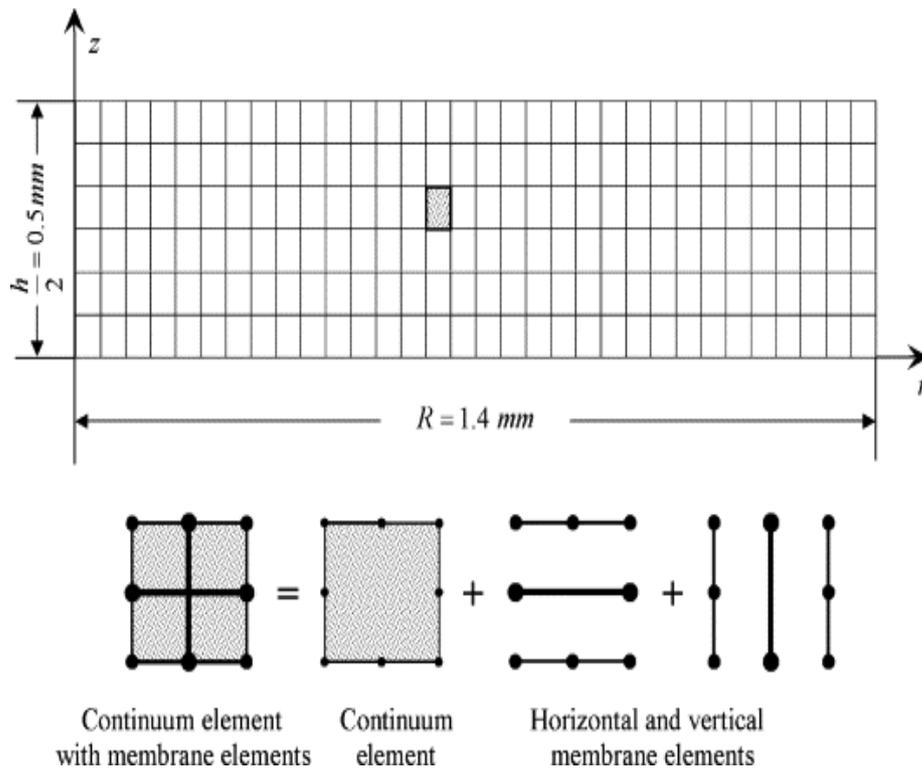 z
h/2 = 0.5 mm
r
R = 1.4 mm
= + +
Continuum element
with membrane elements
Continuum
element
Horizontal and vertical
membrane elements